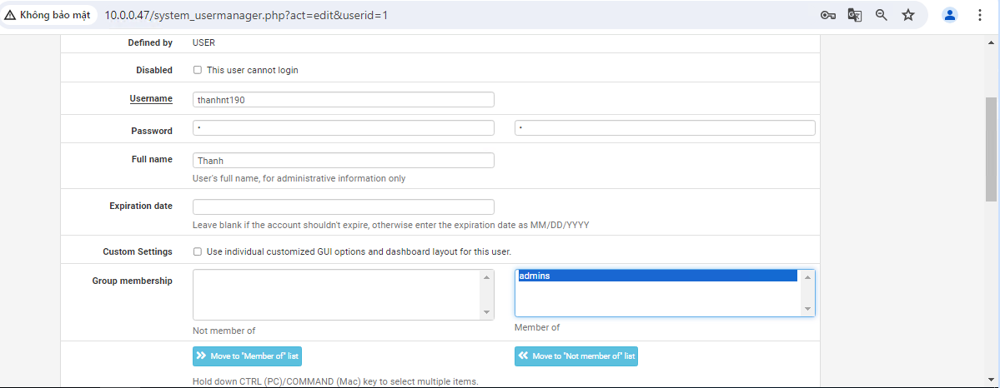 Không bảo mật 10.0.0.47/system_usermanager.php?act=edit&userid=1
Defined by USER
Disabled This user cannot login
Username thanhnt190
Password • •
Full name Thanh
User's full name, for administrative information only
Expiration date
Leave blank if the account shouldn't expire, otherwise enter the expiration date as MM/DD/YYYY
Custom Settings Use individual customized GUI options and dashboard layout for this user.
Group membership admins
Not member of Member of
Move to "Member of" list Move to "Not member of" list
Hold down CTRL (PC)/COMMAND (Mac) key to select multiple items.